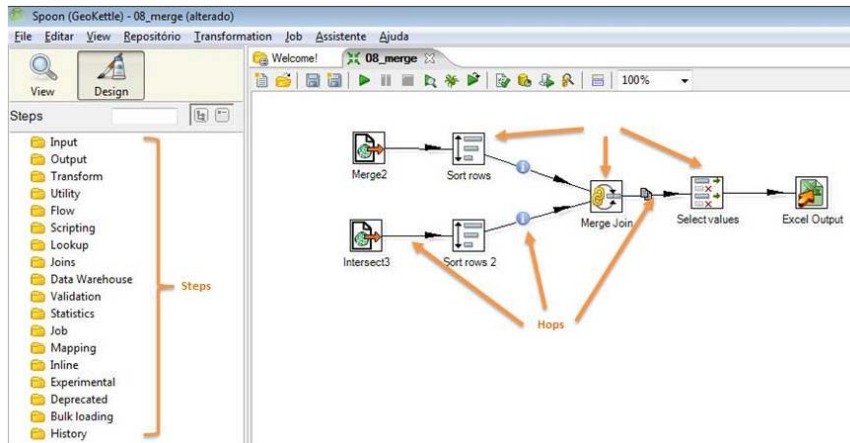 Spoon (GeoKettle) - 08_merge (alterado)
File Editar View Repositório Transformation Job Assistente Ajuda
View
Design
Steps
Input
Output
Transform
Utility
Flow
Scripting
Lookup
Joins
Data Warehouse
Validation
Statistics
Job
Mapping
Inline
Experimental
Deprecated
Bulk loading
History
Steps
Welcome!
08_merge
100%
Merge2
Sort rows
Merge Join
Select values
Excel Output
Intersect3
Sort rows 2
Hops